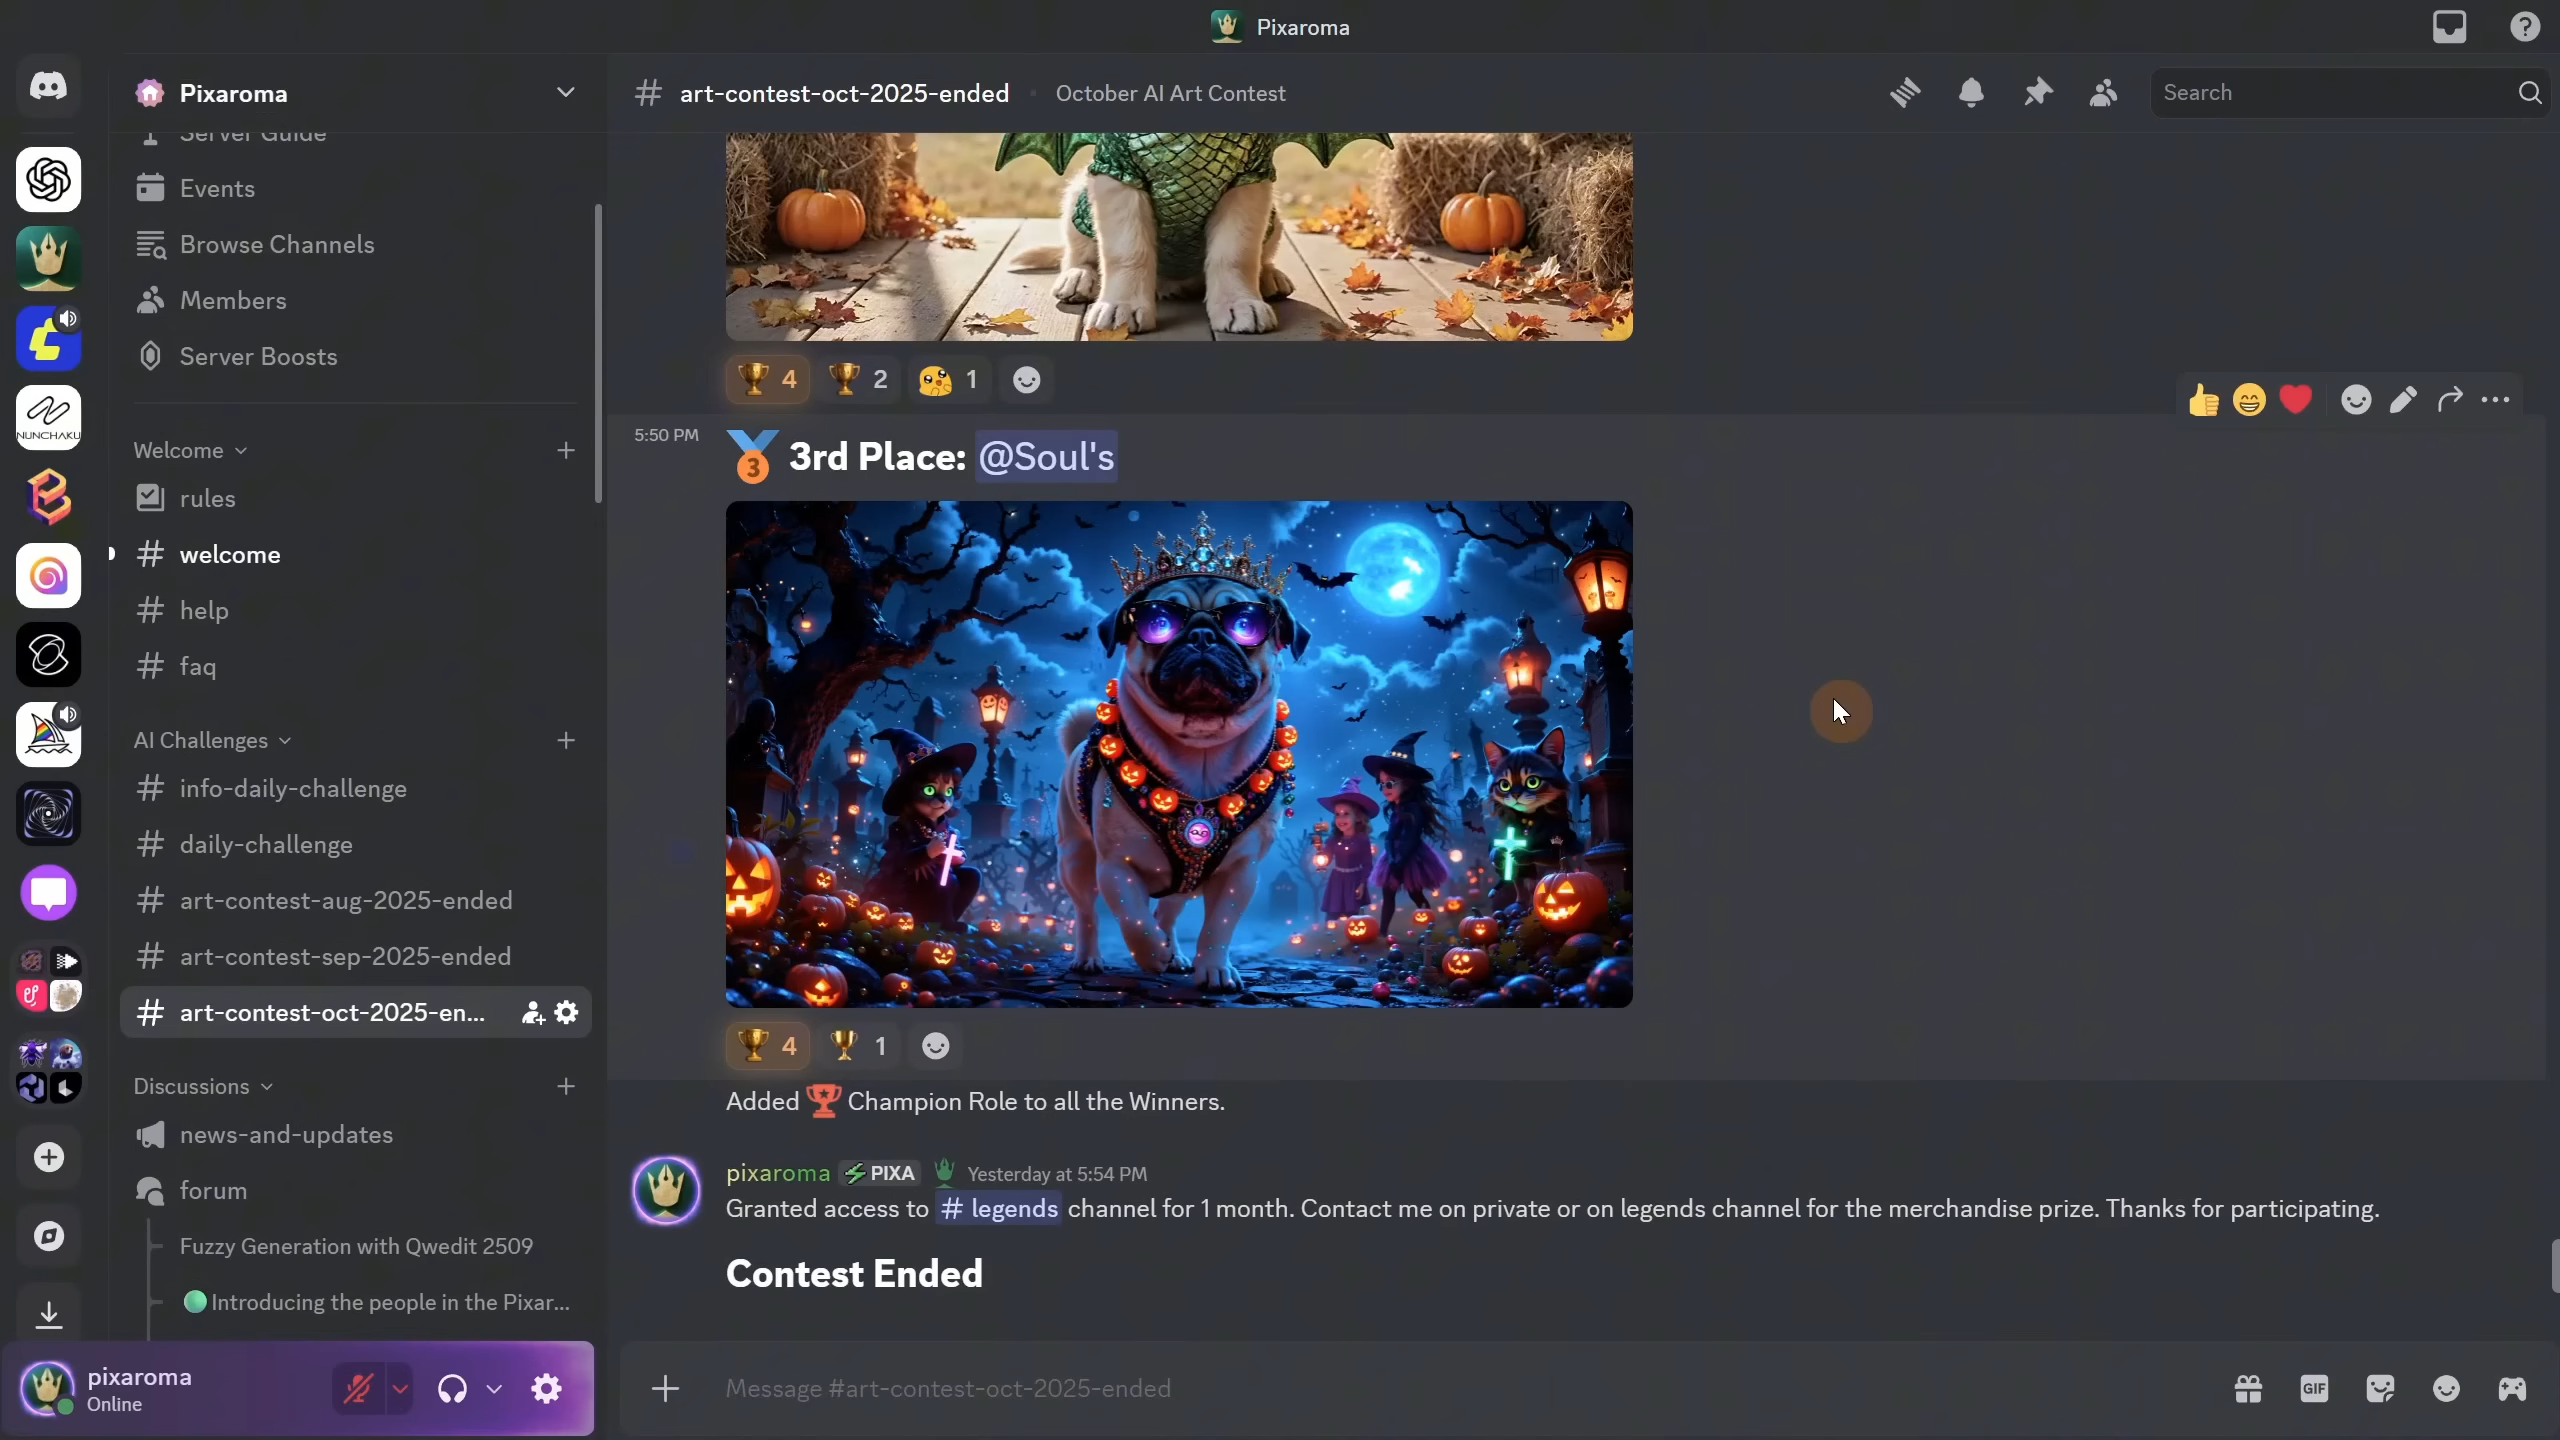 Pixaroma
Pixaroma
Server Guide
Events
Browse Channels
Members
Server Boosts
Welcome
rules
welcome
help
faq
AI Challenges
info-daily-challenge
daily-challenge
art-contest-aug-2025-ended
art-contest-sep-2025-ended
art-contest-oct-2025-en...
Discussions
news-and-updates
forum
Fuzzy Generation with Qwedit 2509
Introducing the people in the Pixar...
pixaroma
Online
NUNCHAKU
# art-contest-oct-2025-ended October AI Art Contest
Search
4 2 1
5:50 PM
3 3rd Place: @Soul's
4 1
Added Champion Role to all the Winners.
pixaroma PIXA Yesterday at 5:54 PM
Granted access to # legends channel for 1 month. Contact me on private or on legends channel for the merchandise prize. Thanks for participating.
Contest Ended
Message #art-contest-oct-2025-ended
GIF